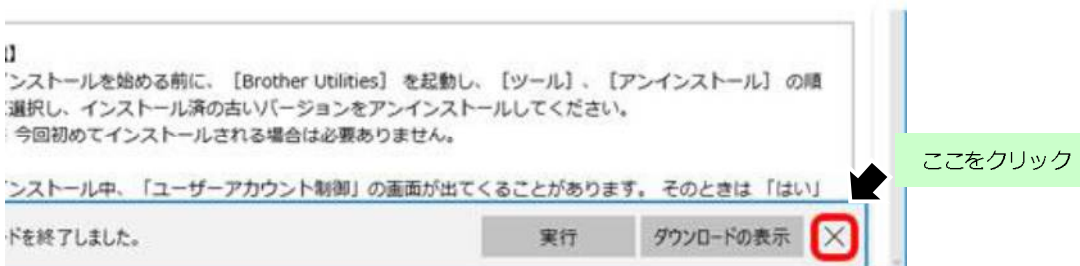 】
ンストールを始める前に、［Brother Utilities］を起動し、［ツール］、［アンインストール］の順
選択し、インストール済の古いバージョンをアンインストールしてください。
今回初めてインストールされる場合は必要ありません。
ンストール中、「ユーザーアカウント制御」の画面が出てくることがあります。 そのときは 「はい」
ドを終了しました。
実行
ダウンロードの表示
ここをクリック